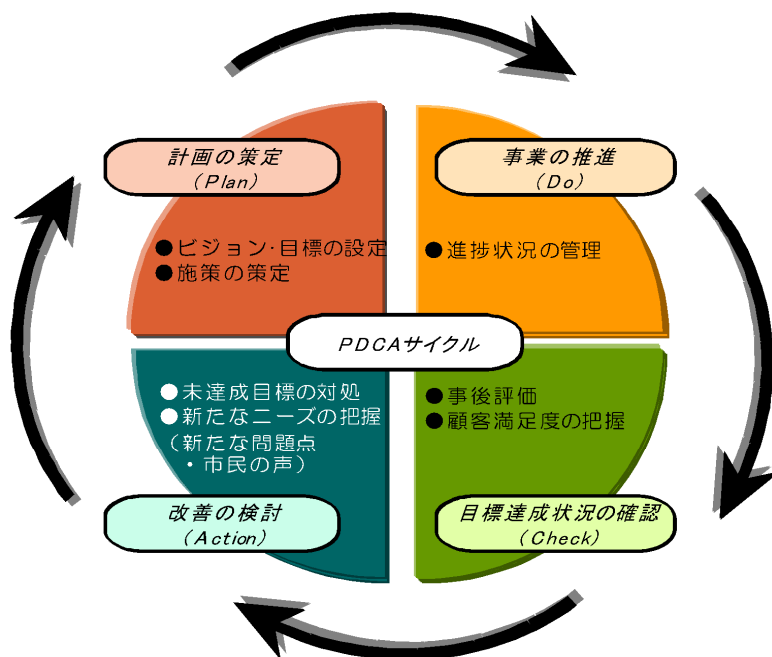 計画の策定
(Plan)
●ビジョン・目標の設定
●施策の策定
事業の推進
(Do)
●進捗状況の管理
PDCAサイクル
●未達成目標の対処
●新たなニーズの把握
(新たな問題点
・市民の声)
改善の検討
(Action)
●事後評価
●顧客満足度の把握
目標達成状況の確認
(Check)